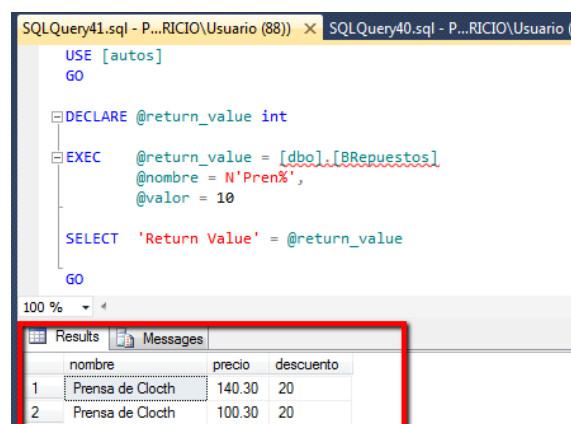 SQLQuery41.sql - P...RICIO\Usuario (88)) × SQLQuery40.sql - P...RICIO\Usuario (
USE [autos]
GO
DECLARE @return_value int
EXEC @return_value = [dbo].[BRepuestos]
@nombre = N'Pren%',
@valor = 10
SELECT 'Return Value' = @return_value
GO
100 %
Results Messages
nombre precio descuento
1 Prensa de Clocth 140.30 20
2 Prensa de Clocth 100.30 20